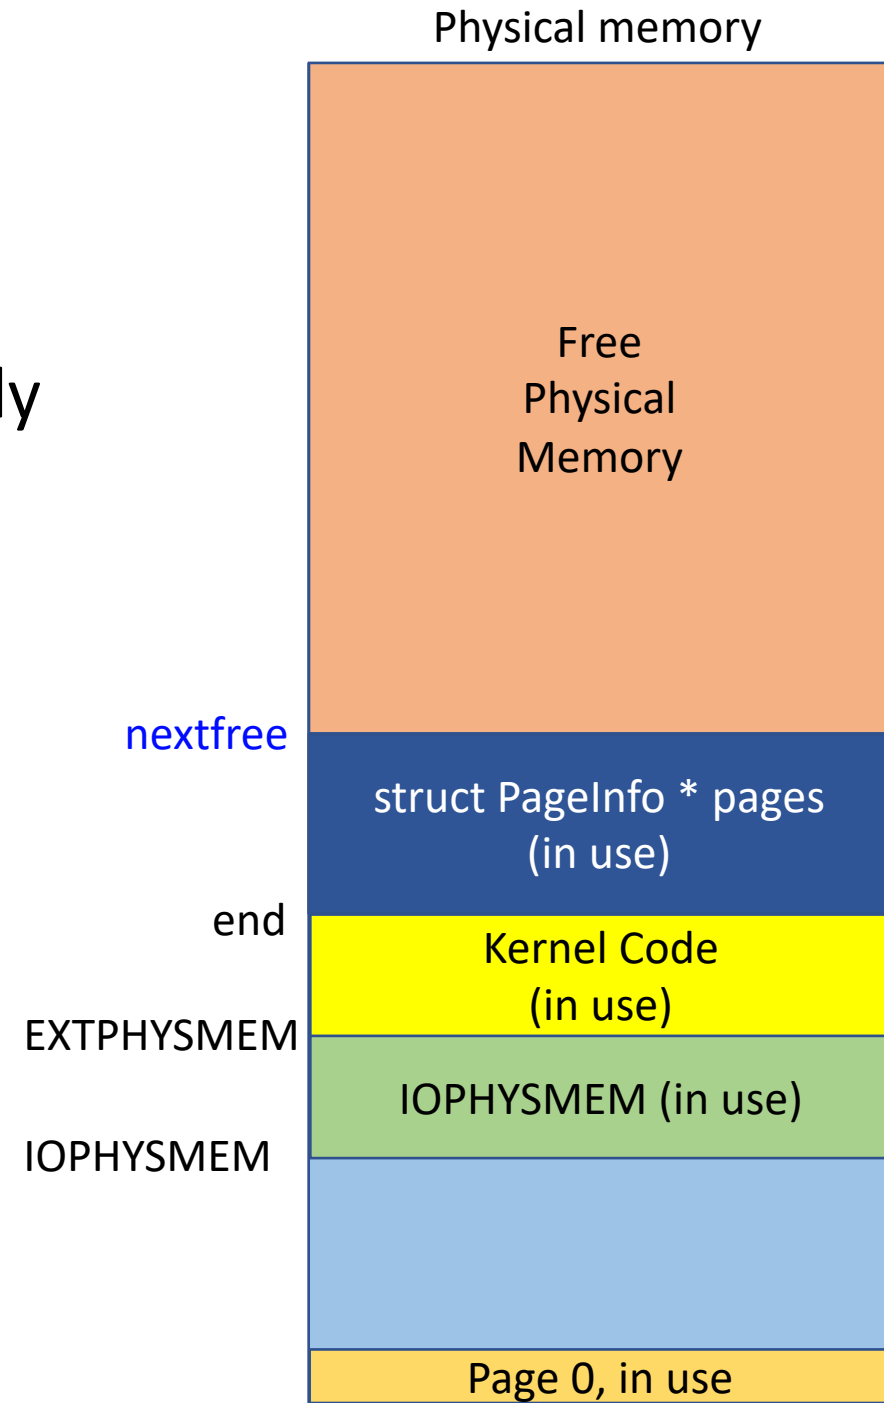 Physical memory
Free
Physical
Memory
nextfree
struct PageInfo * pages
(in use)
end
Kernel Code
(in use)
EXTPHYSMEM
IOPHYSMEM (in use)
IOPHYSMEM
Page 0, in use